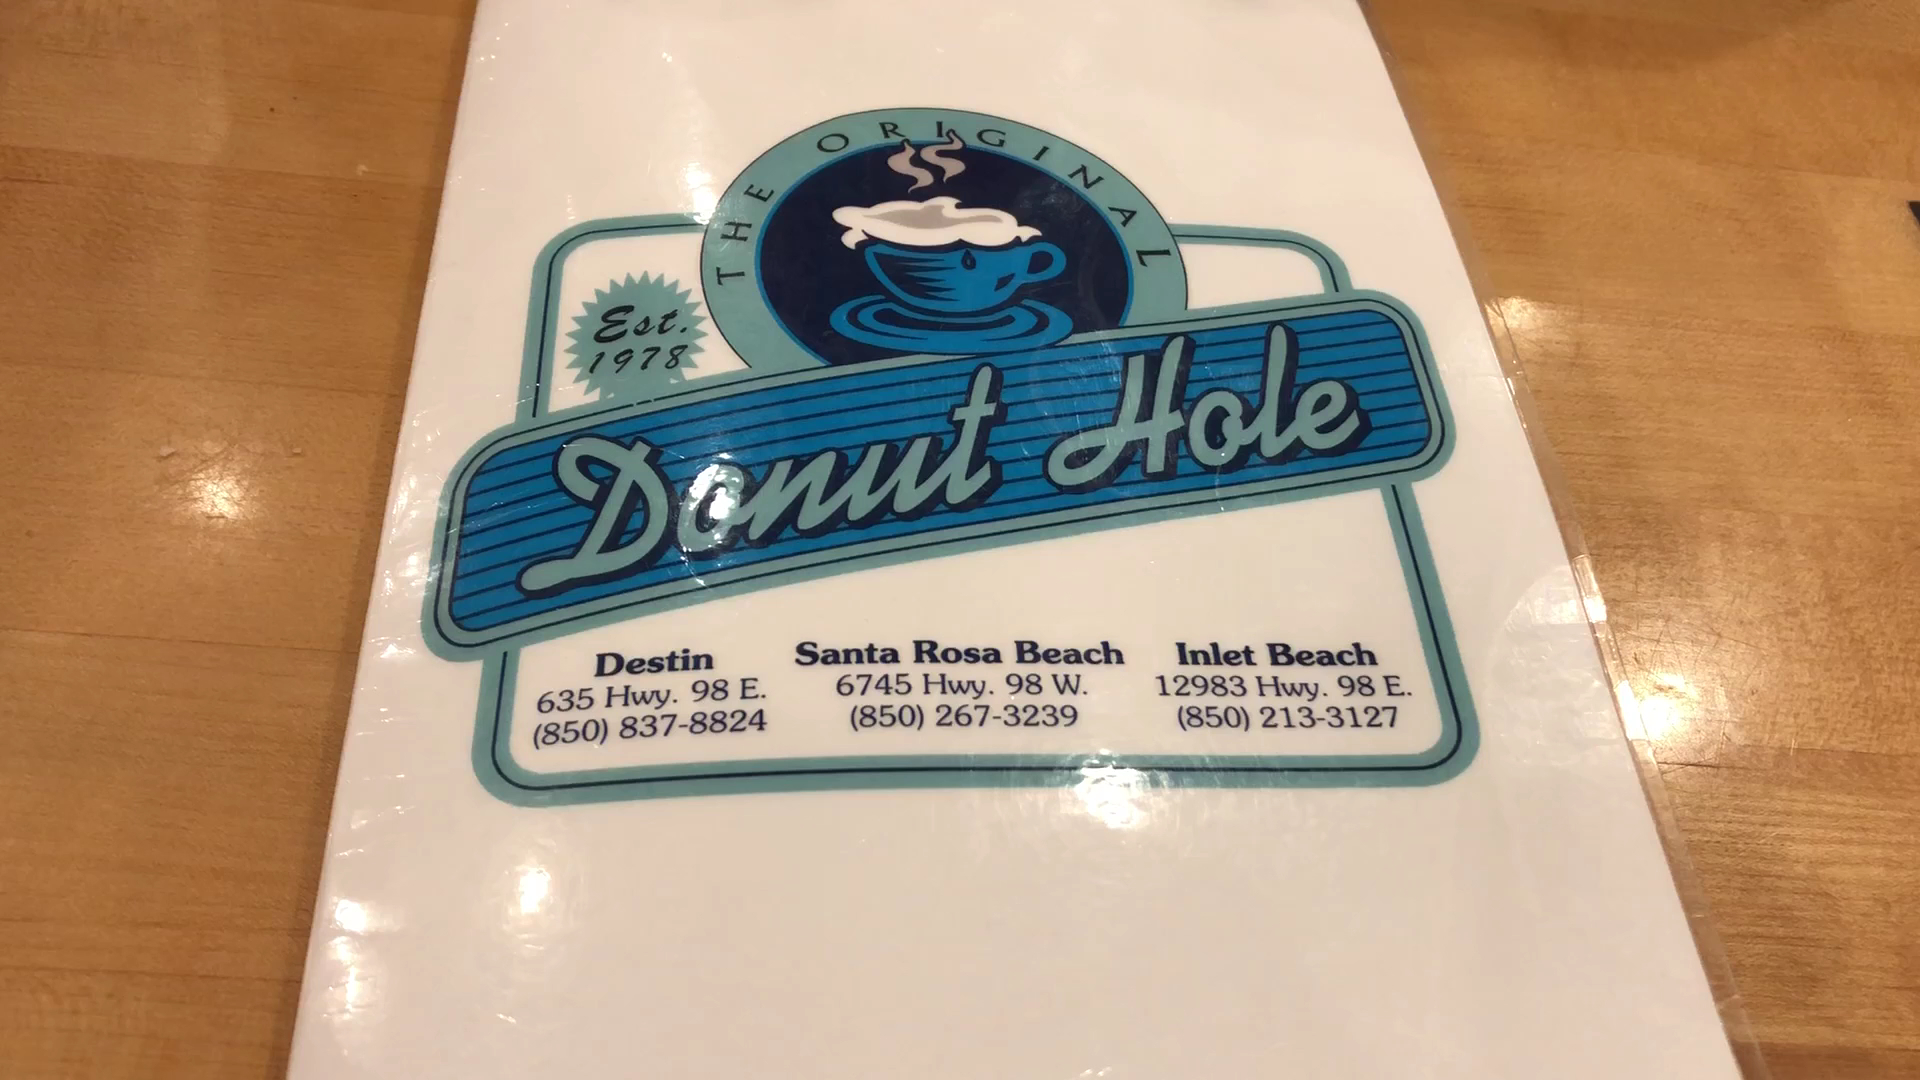 THE ORIGINAL
Est.
1978
Donut Hole
Destin
635 Hwy. 98 E.
(850) 837-8824
Santa Rosa Beach
6745 Hwy. 98 W.
(850) 267-3239
Inlet Beach
12983 Hwy. 98 E.
(850) 213-3127